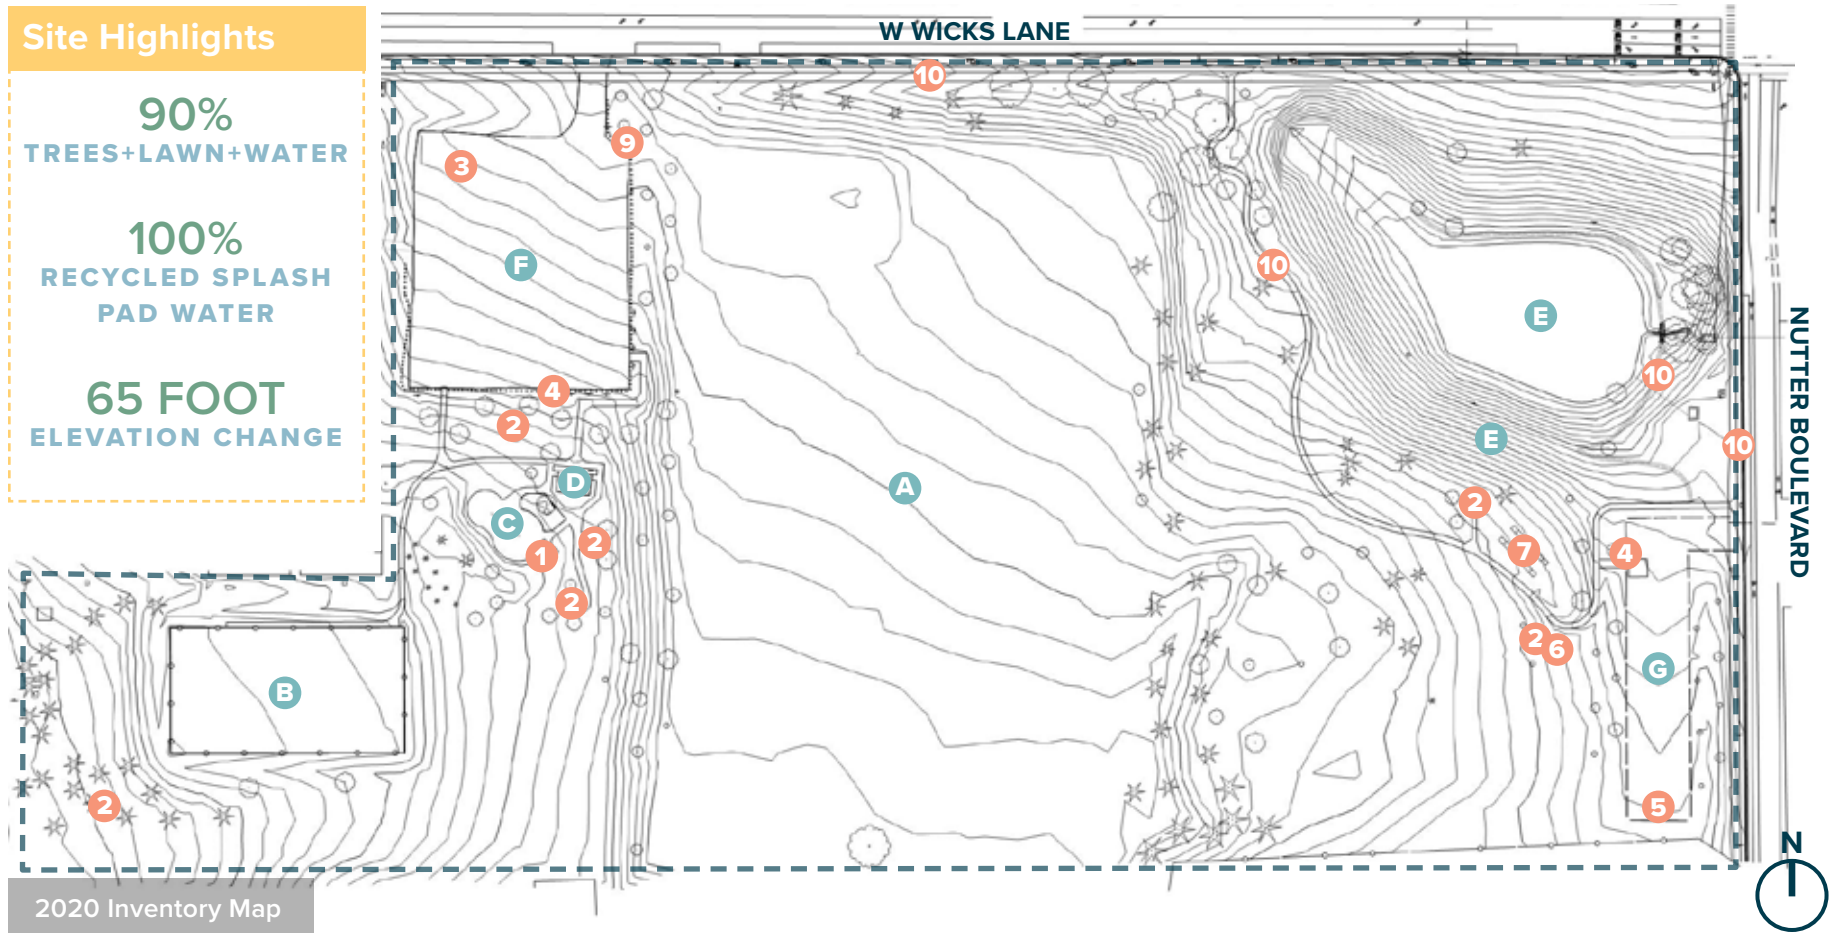 Site Highlights
90%
TREES+LAWN+WATER
100%
RECYCLED SPLASH
PAD WATER
65 FOOT
ELEVATION CHANGE
W WICKS LANE
10
9
3
F
10
E
10
4
2
E
10
D
A
C
2
1
2
7
4
2
2
6
G
B
2
5
NUTTER BOULEVARD
N
2020 Inventory Map